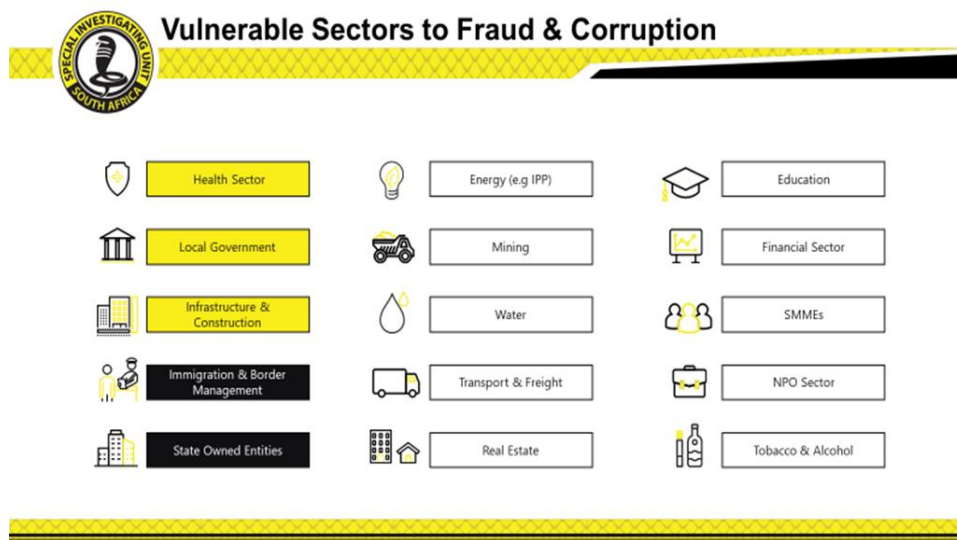 Vulnerable Sectors to Fraud & Corruption
SPECIAL INVESTIGATING UNIT
SOUTH AFRICA
Health Sector
Local Government
Infrastructure &
Construction
Immigration & Border
Management
State Owned Entities
Energy (e.g IPP)
Mining
Water
Transport & Freight
Real Estate
Education
Financial Sector
SMMEs
NPO Sector
Tobacco & Alcohol